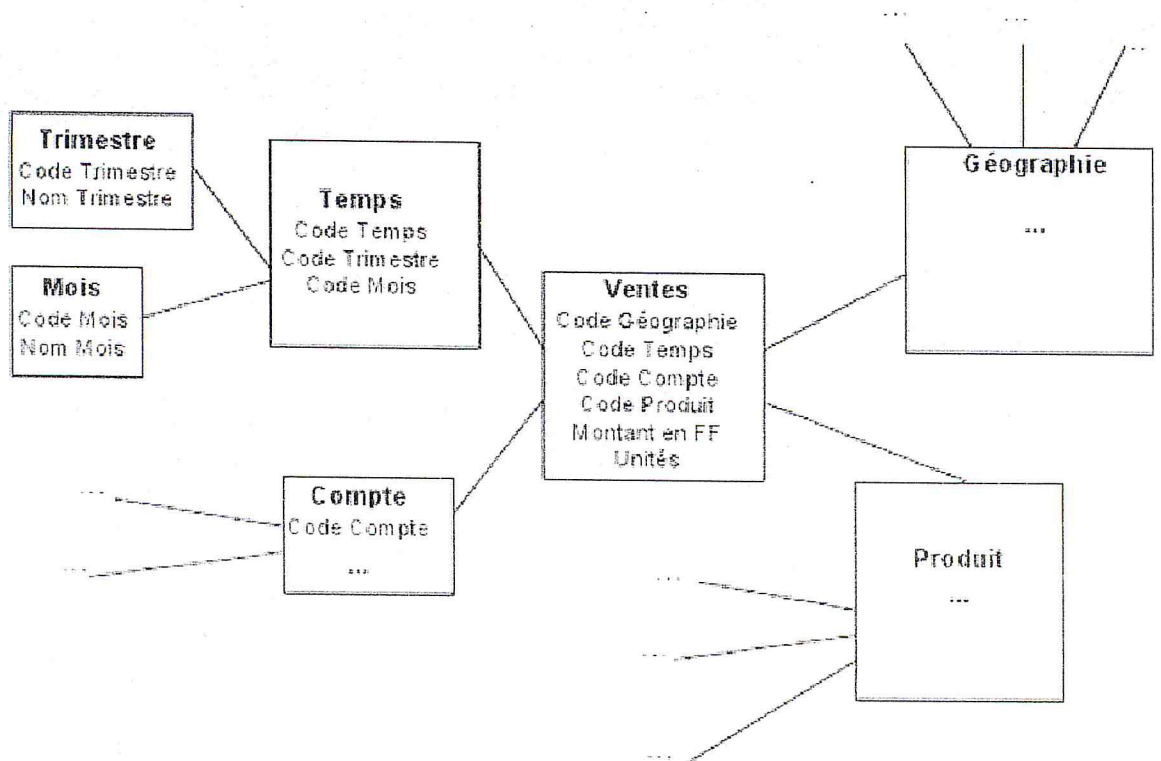 ...
...
...
Trimestre
Code Trimestre
Nom Trimestre
Mois
Code Mois
Nom Mois
Temps
Code Temps
Code Trimestre
Code Mois
Ventes
Code Géographie
Code Temps
Code Compte
Code Produit
Montant en FF
Unités
Géographie
...
...
...
Compte
Code Compte
...
Produit
...
...
...
...